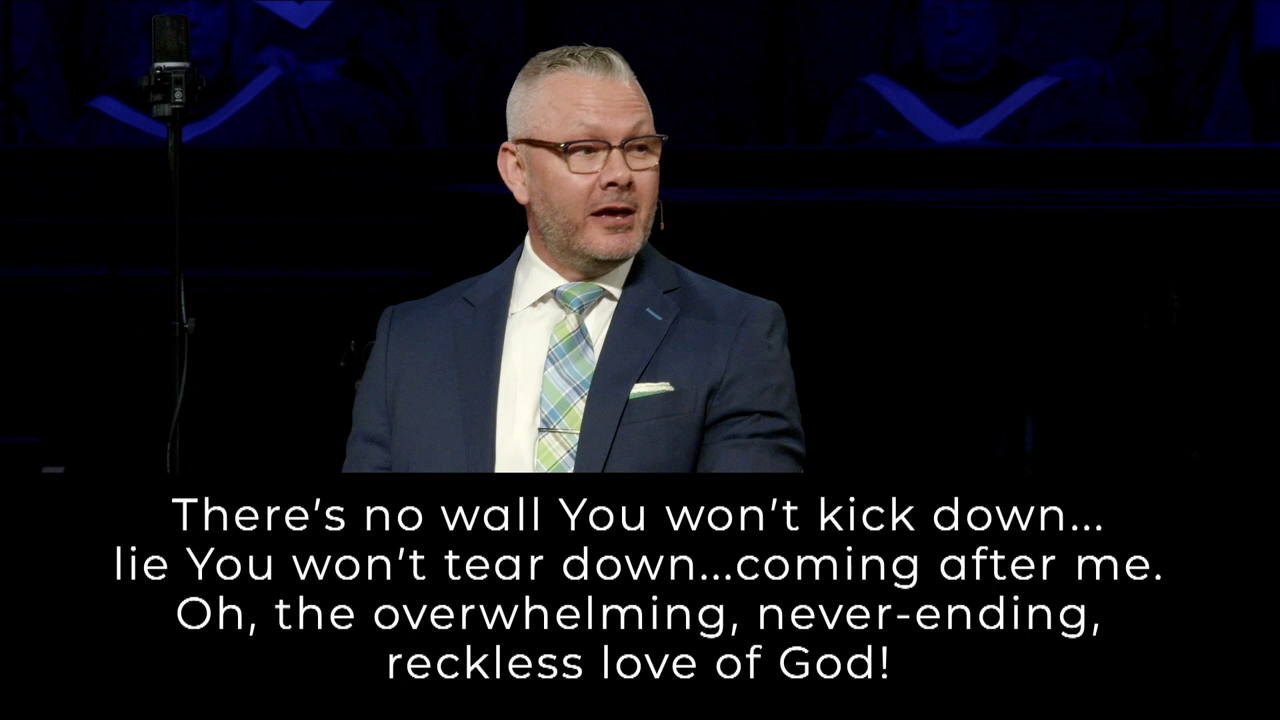 There's no wall You won't kick down...
lie You won't tear down...coming after me.
Oh, the overwhelming, never-ending,
reckless love of God!